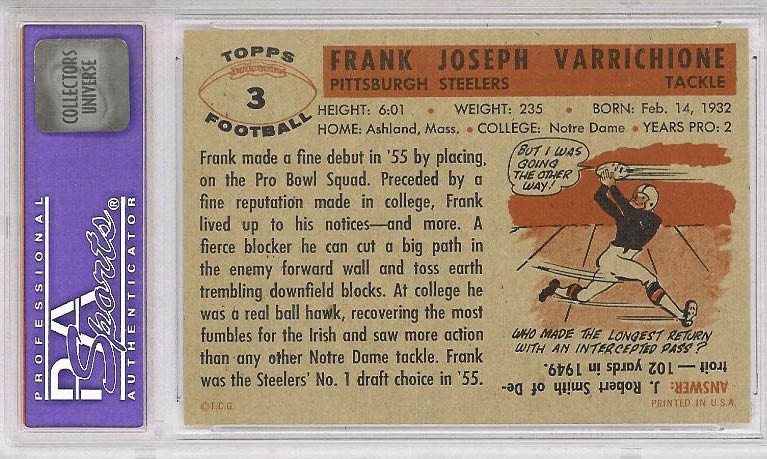 COLLECTORS
UNIVERSE
PROFESSIONAL
PSA
Sports®
AUTHENTICATOR
TOPPS
3
FOOTBALL
FRANK JOSEPH VARRICHIONE
PITTSBURGH STEELERS TACKLE
HEIGHT: 6:01 • WEIGHT: 235 • BORN: Feb. 14, 1932
HOME: Ashland, Mass. • COLLEGE: Notre Dame • YEARS PRO: 2
Frank made a fine debut in '55 by placing
on the Pro Bowl Squad. Preceded by a
fine reputation made in college, Frank
lived up to his notices—and more. A
fierce blocker he can cut a big path in
the enemy forward wall and toss earth
trembling downfield blocks. At college he
was a real ball hawk, recovering the most
fumbles for the Irish and saw more action
than any other Notre Dame tackle. Frank
was the Steelers' No. 1 draft choice in '55.
©T.C.G.
BUT I WAS
GOING
THE OTHER
WAY!
WHO MADE THE LONGEST RETURN
WITH AN INTERCEPTED PASS?
ANSWER: J. Robert Smith of De-
troit — 102 yards in 1949.
PRINTED IN U.S.A.